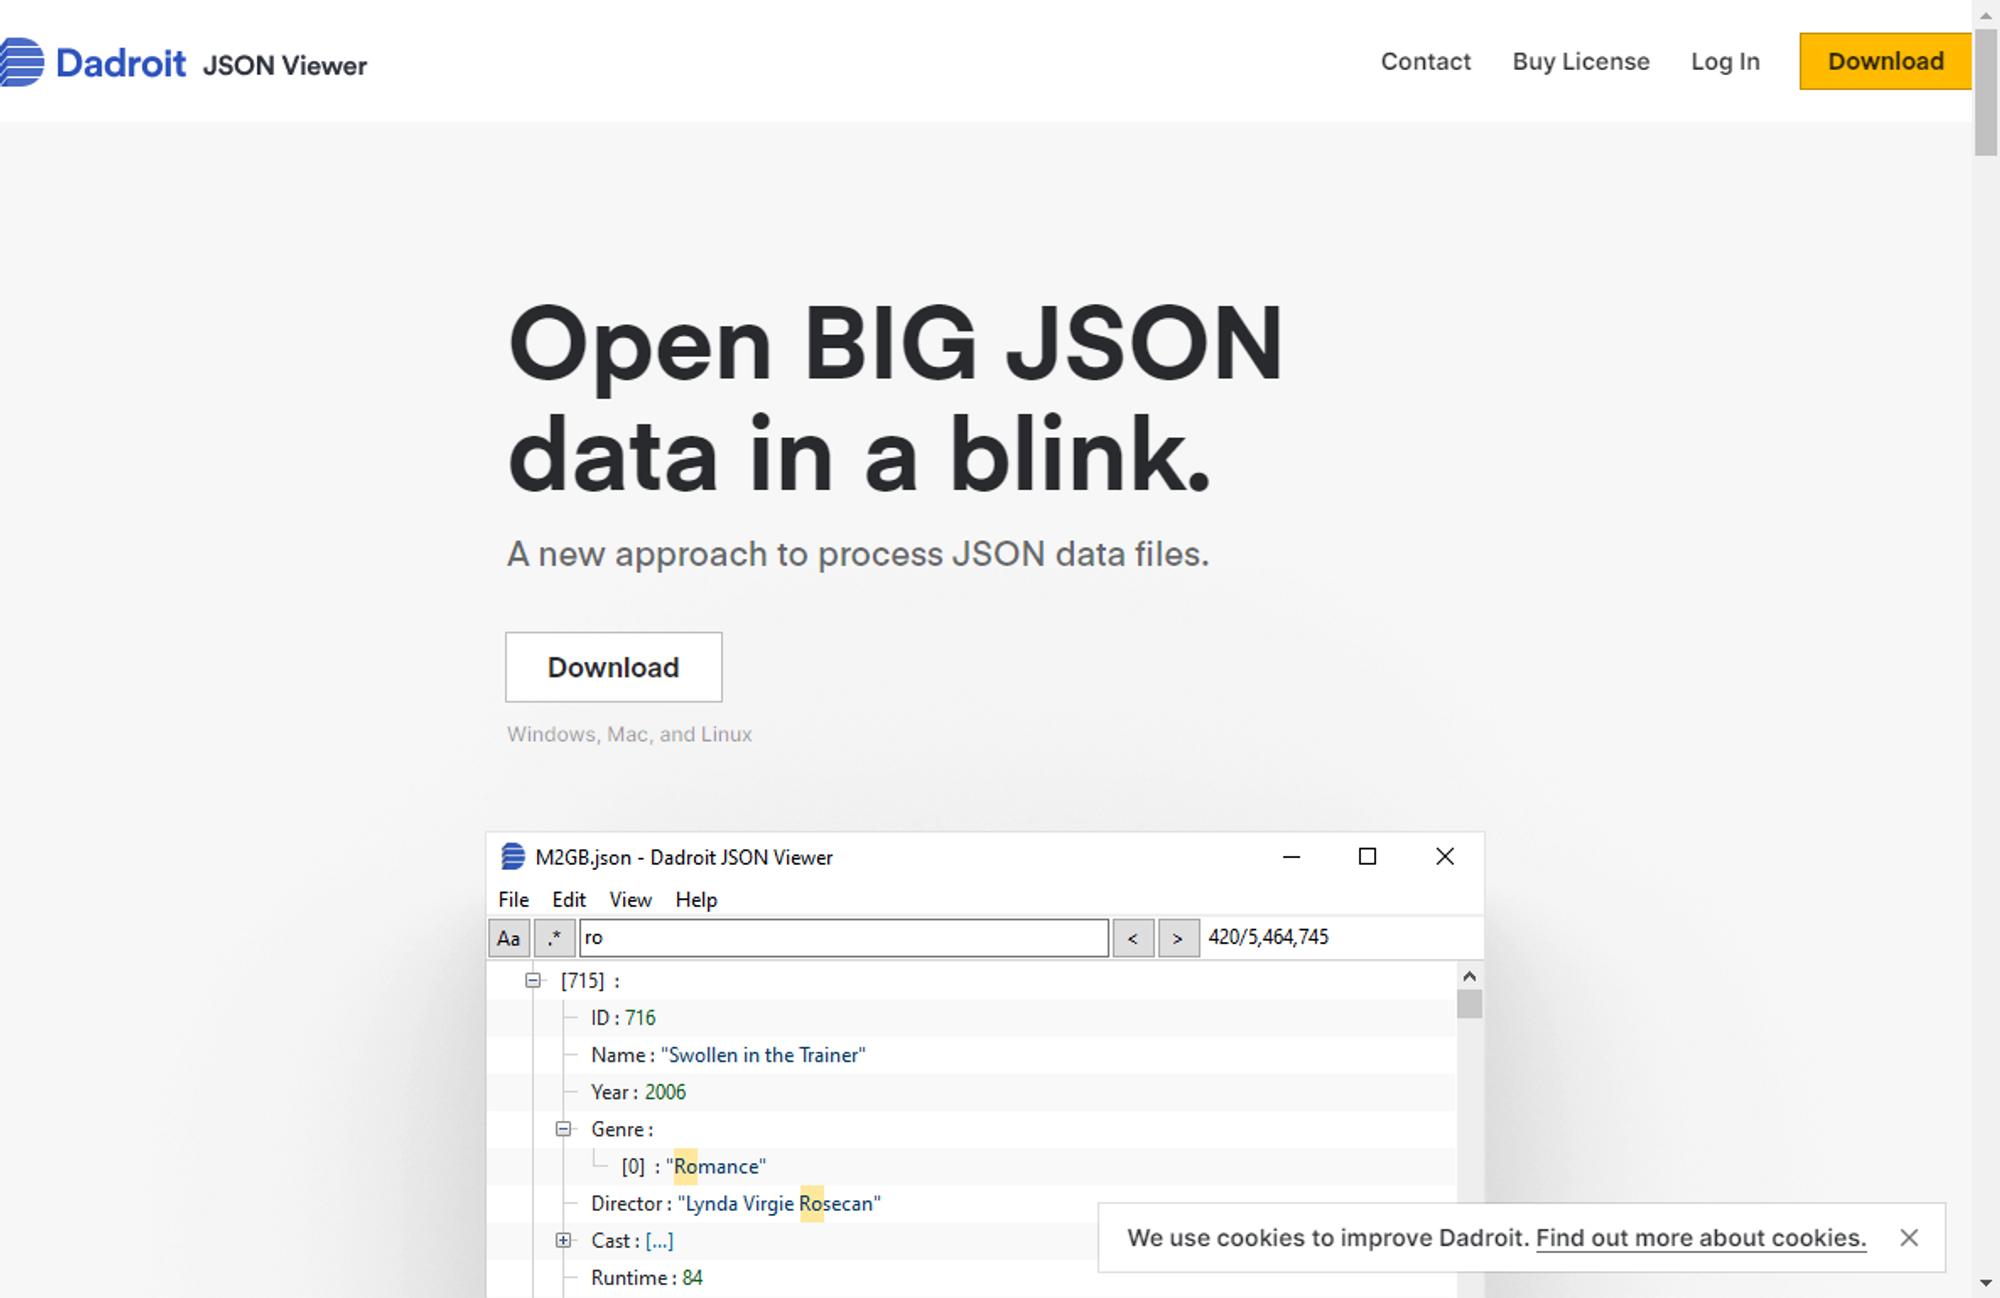 Dadroit JSON Viewer
Contact Buy License Log In Download
Open BIG JSON
data in a blink.
A new approach to process JSON data files.
Download
Windows, Mac, and Linux
M2GB.json - Dadroit JSON Viewer
File Edit View Help
Aa .* ro < > 420/5,464,745
[715] :
ID : 716
Name : "Swollen in the Trainer"
Year : 2006
Genre :
[0] : "Romance"
Director : "Lynda Virgie Rosecan"
Cast : [...]
Runtime : 84
We use cookies to improve Dadroit. Find out more about cookies.